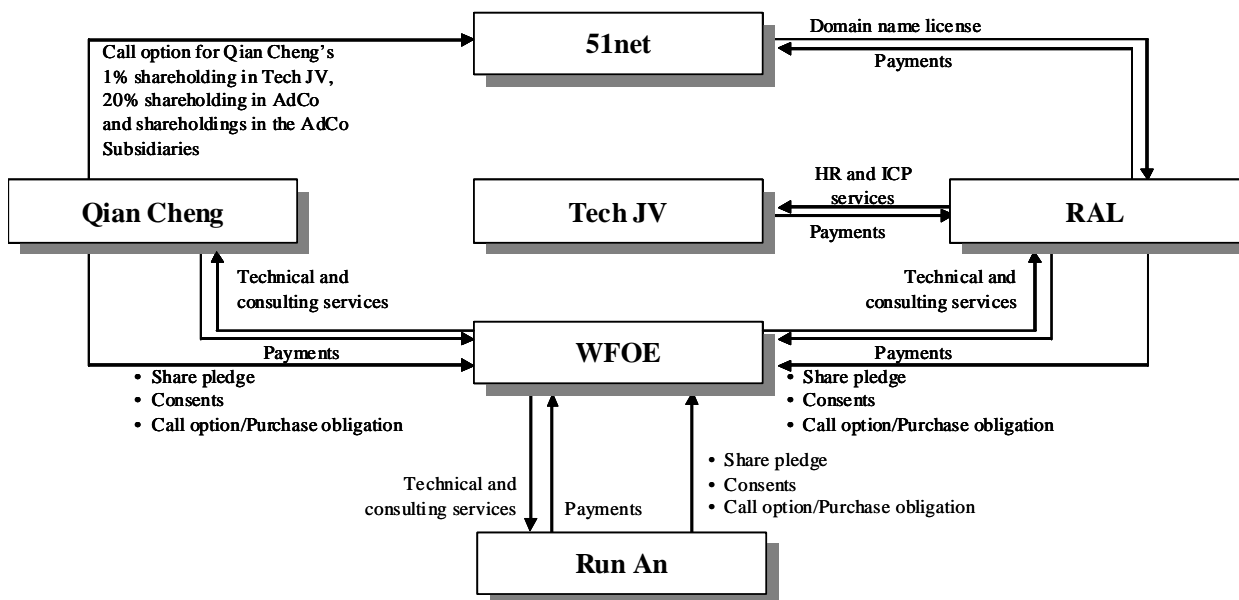 51net
Domain name license
Payments
Call option for Qian Cheng's
1% shareholding in Tech JV,
20% shareholding in AdCo
and shareholdings in the AdCo
Subsidiaries
Qian Cheng
Tech JV
HR and ICP
services
Payments
RAL
Technical and
consulting services
Technical and
consulting services
WFOE
Payments
• Share pledge
• Consents
• Call option/Purchase obligation
Payments
• Share pledge
• Consents
• Call option/Purchase obligation
Technical and
consulting services
Payments
• Share pledge
• Consents
• Call option/Purchase obligation
Run An